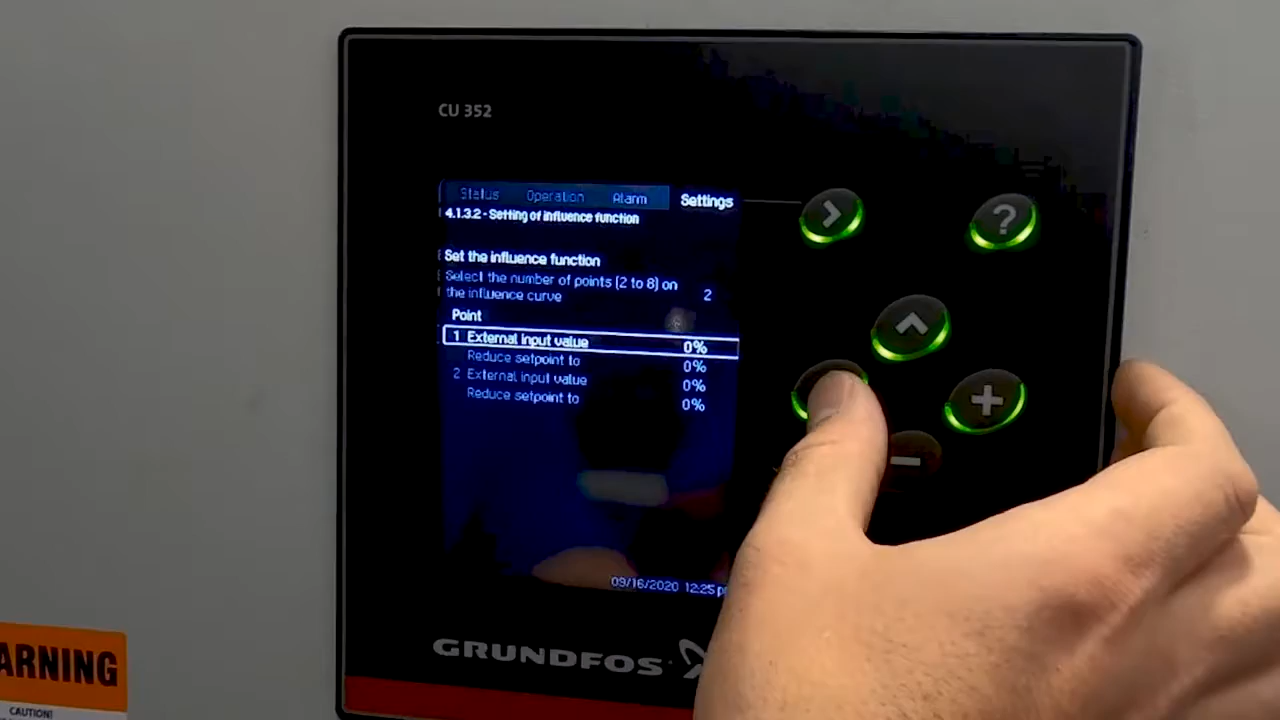 CU 352
Status Operation Alarm Settings
4.1.3.2 - Setting of influence function
Set the influence function
Select the number of points (2 to 8) on
the influence curve 2
Point
1 External input value 0%
Reduce setpoint to 0%
2 External input value 0%
Reduce setpoint to 0%
09/16/2020 12:25
GRUNDFOS
ARNING
CAUTION!